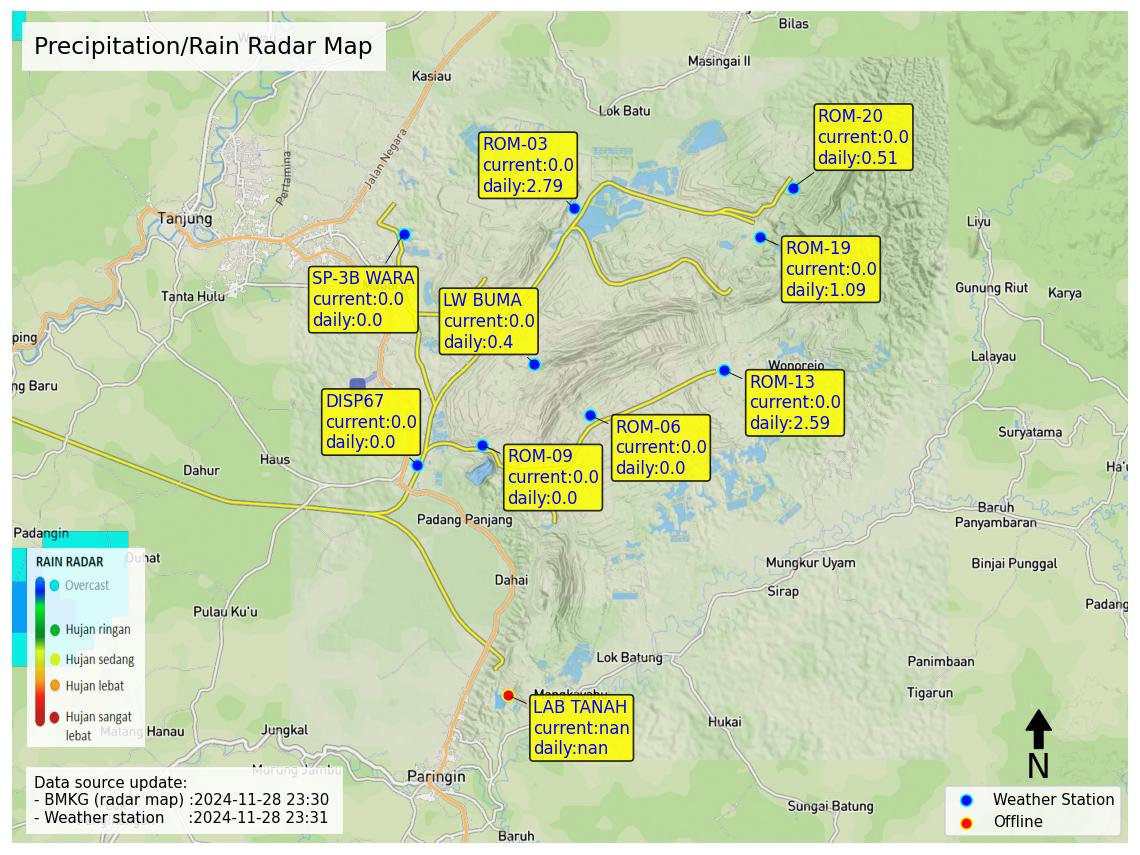 Precipitation/Rain Radar Map
Bilas
Masingai II
Kasiau
Lok Batu
Jalan Negara
Pertamina
Tanjung
Tanta Hulu
ROM-20
current:0.0
daily:0.51
ROM-03
current:0.0
daily:2.79
ROM-19
current:0.0
daily:1.09
SP-3B WARA
current:0.0
daily:0.0
LW BUMA
current:0.0
daily:0.4
Liyu
Gunung Riut
Karya
Lalayau
ping
ng Baru
Wonorejo
ROM-13
current:0.0
daily:2.59
DISP67
current:0.0
daily:0.0
ROM-06
current:0.0
daily:0.0
ROM-09
current:0.0
daily:0.0
Suryatama
Haus
Dahur
Ha'u
Baruh
Panyambaran
Padang Panjang
Padangin
Duhat
Binjai Punggal
Mungkur Uyam
Sirap
Dahai
Padang
Pulau Ku'u
RAIN RADAR
Overcast
Hujan ringan
Hujan sedang
Hujan lebat
Hujan sangat
lebat
Lok Batung
Panimbaan
Tigarun
Mangkayahu
LAB TANAH
current:nan
daily:nan
Hukai
Matang Hanau
Jungkal
Murung Jambu
Paringin
Sungai Batung
Baruh
Data source update:
- BMKG (radar map) :2024-11-28 23:30
- Weather station :2024-11-28 23:31
N
Weather Station
Offline